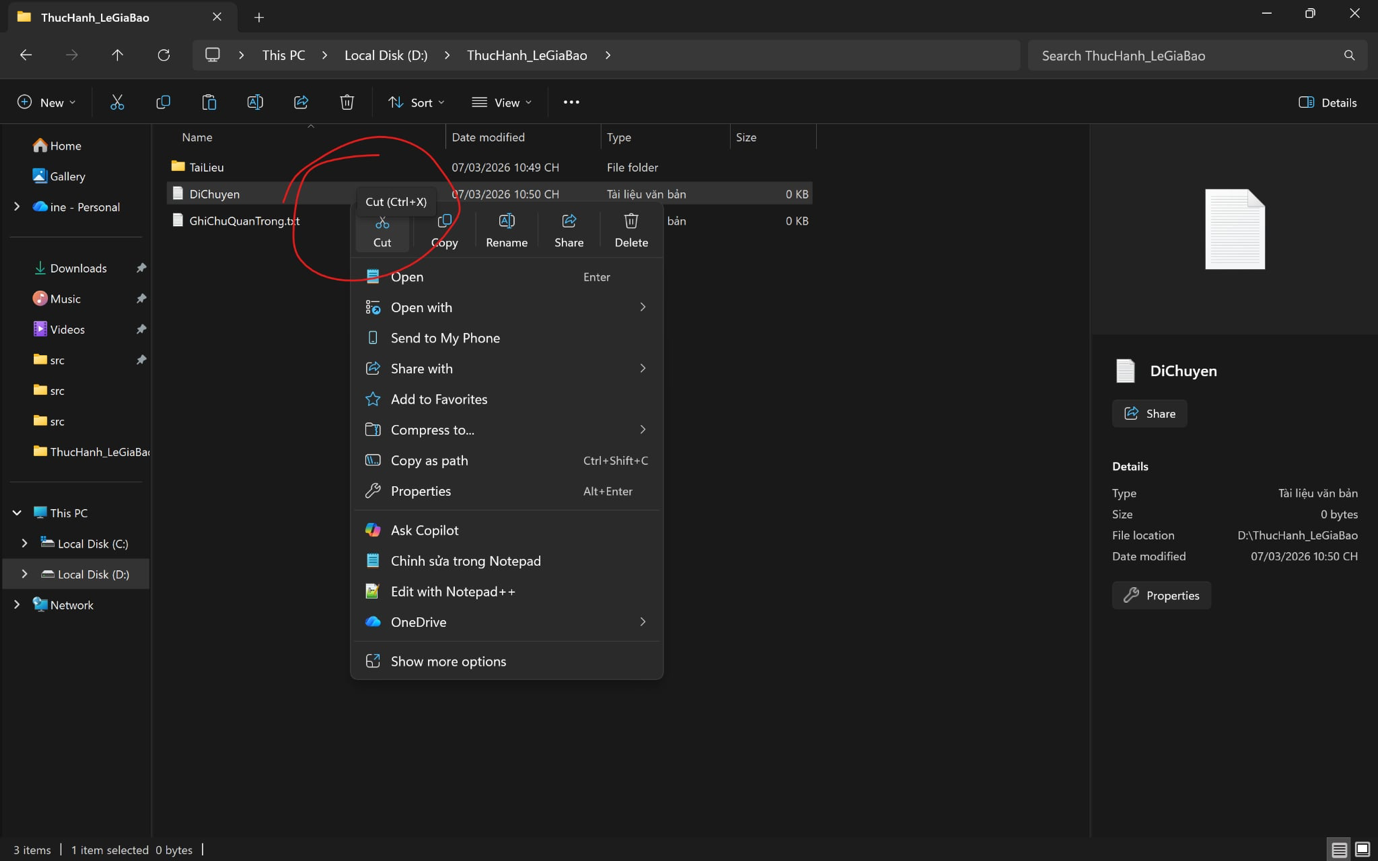 ThucHanh_LeGiaBao
This PC Local Disk (D:) ThucHanh_LeGiaBao
Search ThucHanh_LeGiaBao
New Sort View Details
Home
Gallery
ine - Personal
Downloads
Music
Videos
src
src
src
ThucHanh_LeGiaBa
This PC
Local Disk (C:)
Local Disk (D:)
Network
Name Date modified Type Size
TaiLieu 07/03/2026 10:49 CH File folder
DiChuyen 07/03/2026 10:50 CH Tài liệu văn bản 0 KB
GhiChuQuanTrong.txt bản 0 KB
Cut (Ctrl+X)
Cut Copy Rename Share Delete
Open Enter
Open with
Send to My Phone
Share with
Add to Favorites
Compress to...
Copy as path Ctrl+Shift+C
Properties Alt+Enter
Ask Copilot
Chỉnh sửa trong Notepad
Edit with Notepad++
OneDrive
Show more options
DiChuyen
Share
Details
Type Tài liệu văn bản
Size 0 bytes
File location D:\ThucHanh_LeGiaBao
Date modified 07/03/2026 10:50 CH
Properties
3 items 1 item selected 0 bytes